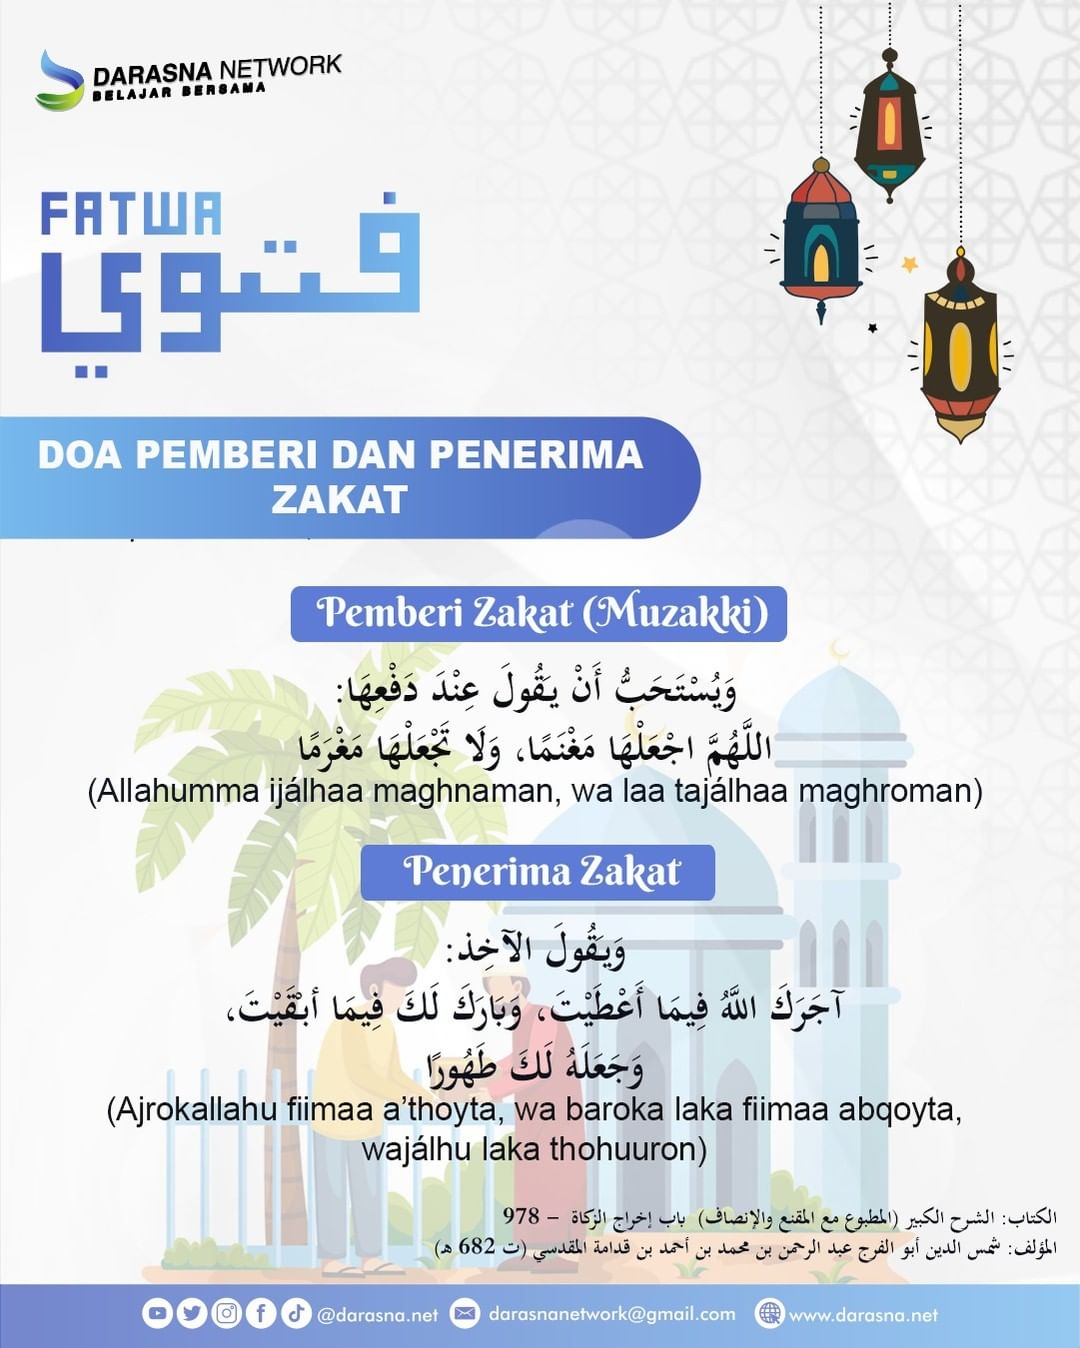 DARASNA NETWORK
BELAJAR BERSAMA
FATWA
فتوي
DOA PEMBERI DAN PENERIMA
ZAKAT
Pemberi Zakat (Muzakki)
وَيُسْتَحَبُّ أَنْ يَقُولَ عِنْدَ دَفْعِهَا:
اللَّهُمَّ اجْعَلْهَا مَغْنَمًا، وَلَا تَجْعَلْهَا مَغْرَمًا
(Allahumma ijálhaa maghnaman, wa laa tajálhaa maghroman)
Penerima Zakat
وَيَقُولَ الآخِذ:
آجَرَكَ اللَّهُ فِيمَا أَعْطَيْتَ، وَبَارَكَ لَكَ فِيمَا أبْقَيْتَ،
وَجَعَلَهُ لَكَ طَهُورًا
(Ajrokallahu fiimaa a’thoyta, wa baroka laka fiimaa abqoyta,
wajálhu laka thohuuron)
الكتاب: الشرح الكبير (المطبوع مع المقنع والإنصاف) باب إخراج الزكاة – 978
المؤلف: شمس الدين أبو الفرج عبد الرحمن بن محمد بن أحمد بن قدامة المقدسي (ت 682 هـ)
@darasna.net darasnanetwork@gmail.com www.darasna.net